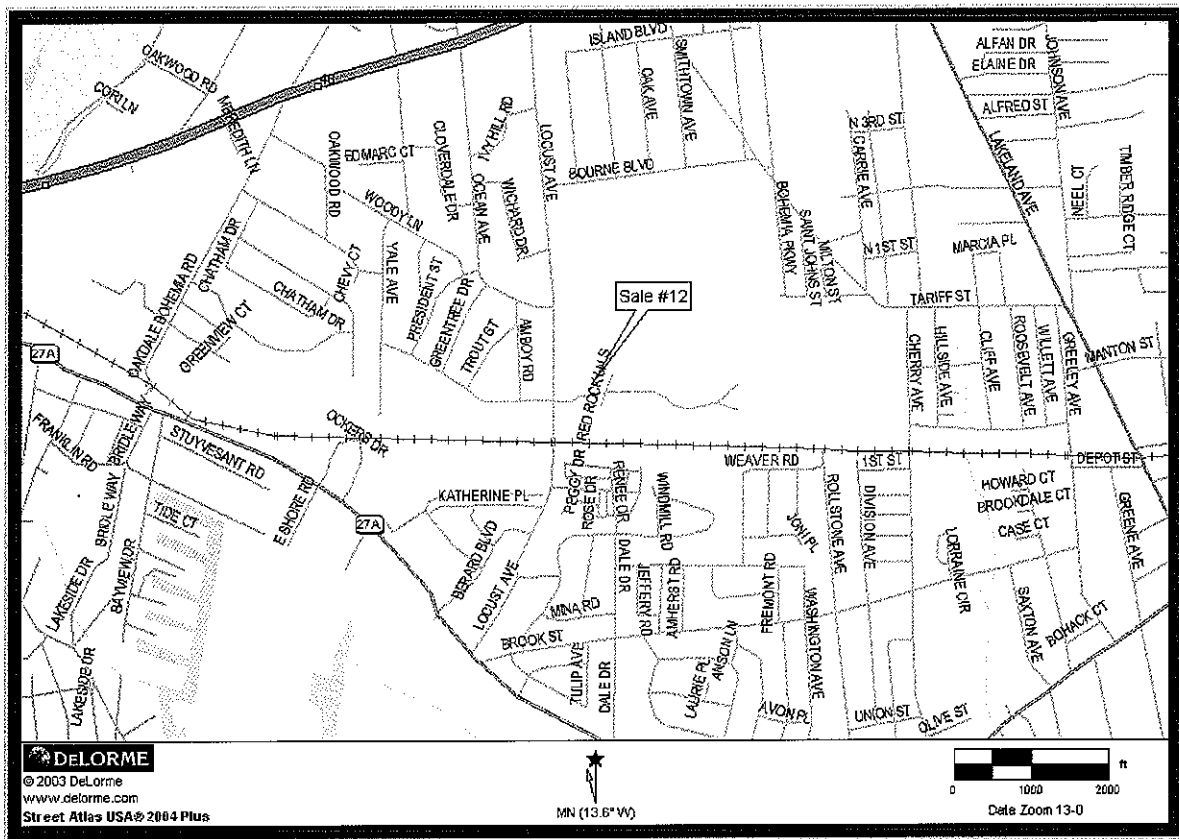 ISLAND BLVD
OAKWOOD RD
CORI LN
MEREDITH LN
OAKWOOD RD
EDMARC CT
CLOVERDALE DR
IVY HILL RD
OCEAN AVE
WICHARD DR
LOCUST AVE
OAK AVE
SMITHTOWN AVE
BOURNE BLVD
ALFAN DR
ELAINE DR
JOHNSON AVE
ALFRED ST
LAKELAND AVE
N 3RD ST
CARRIE AVE
NEEL CT
TIMBER RIDGE CT
BOHEMIA PKWY
SAINT JOHNS ST
MILTON ST
N 1ST ST
MARCIA PL
TARIFF ST
WOODY LN
OAKDALE BOHEMIA RD
CHATHAM DR
GREENVIEW CT
CHATHAM DR
CHEVY CT
YALE AVE
PRESIDENT ST
GREENTREE DR
TROUT ST
AMBOY RD
Sale #12
RED ROCK US
CHERRY AVE
HILLSIDE AVE
CLIFF AVE
ROOSEVELT AVE
WILLETT AVE
GREELEY AVE
MANTON ST
27A
FRANKLIN RD
BRIDLE WAY
STUYVESANT RD
OCKERS DR
BRIDLE WAY
TIDE CT
E SHORE RD
27A
KATHERINE PL
PEGGY DR
ROSE DR
RENEE DR
WINDMILL RD
WEAVER RD
JONI PL
ROLLSTONE AVE
1ST ST
DIVISION AVE
DEPOT ST
HOWARD CT
BROOKDALE CT
CASE CT
GREENE AVE
LAKESIDE DR
BAYVIEW DR
BERARD BLVD
LOCUST AVE
DALE DR
JEFFERY RD
AMHERST RD
FREMONT RD
WASHINGTON AVE
LORRAINE CIR
SAXTON AVE
BOHACK CT
MINA RD
BROOK ST
LAKESIDE DR
TULIP AVE
DALE DR
LAURIE PL
ANSON LN
AVON PL
UNION ST
OLIVE ST
DELORME
© 2003 DeLorme
www.delorme.com
Street Atlas USA® 2004 Plus
MN (13.6° W)
ft
0 1000 2000
Data Zoom 13-0